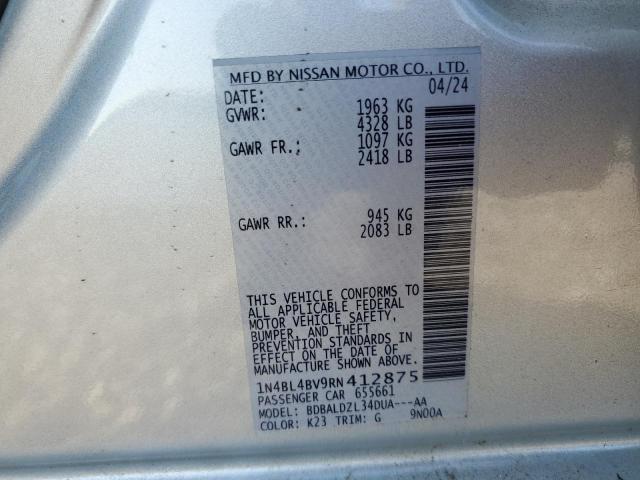 MFD BY NISSAN MOTOR CO., LTD.
DATE: 04/24
GVWR: 1963 KG
4328 LB
GAWR FR.: 1097 KG
2418 LB
GAWR RR.: 945 KG
2083 LB
THIS VEHICLE CONFORMS TO
ALL APPLICABLE FEDERAL
MOTOR VEHICLE SAFETY,
BUMPER, AND THEFT
PREVENTION STANDARDS IN
EFFECT ON THE DATE OF
MANUFACTURE SHOWN ABOVE.
1N4BL4BV9RN412875
PASSENGER CAR 655661
MODEL: BDBALDZL34DUA---AA
COLOR: K23 TRIM: G 9N00A